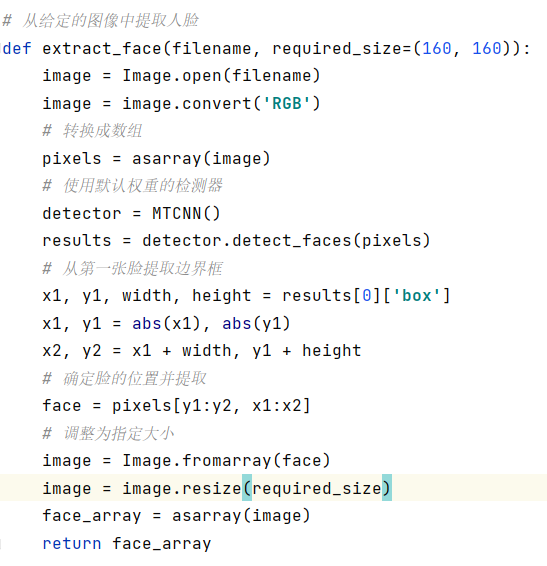 # 从给定的图像中提取人脸
def extract_face(filename, required_size=(160, 160)):
    image = Image.open(filename)
    image = image.convert('RGB')
    # 转换成数组
    pixels = asarray(image)
    # 使用默认权重的检测器
    detector = MTCNN()
    results = detector.detect_faces(pixels)
    # 从第一张脸提取边界框
    x1, y1, width, height = results[0]['box']
    x1, y1 = abs(x1), abs(y1)
    x2, y2 = x1 + width, y1 + height
    # 确定脸的位置并提取
    face = pixels[y1:y2, x1:x2]
    # 调整为指定大小
    image = Image.fromarray(face)
    image = image.resize(required_size)
    face_array = asarray(image)
    return face_array